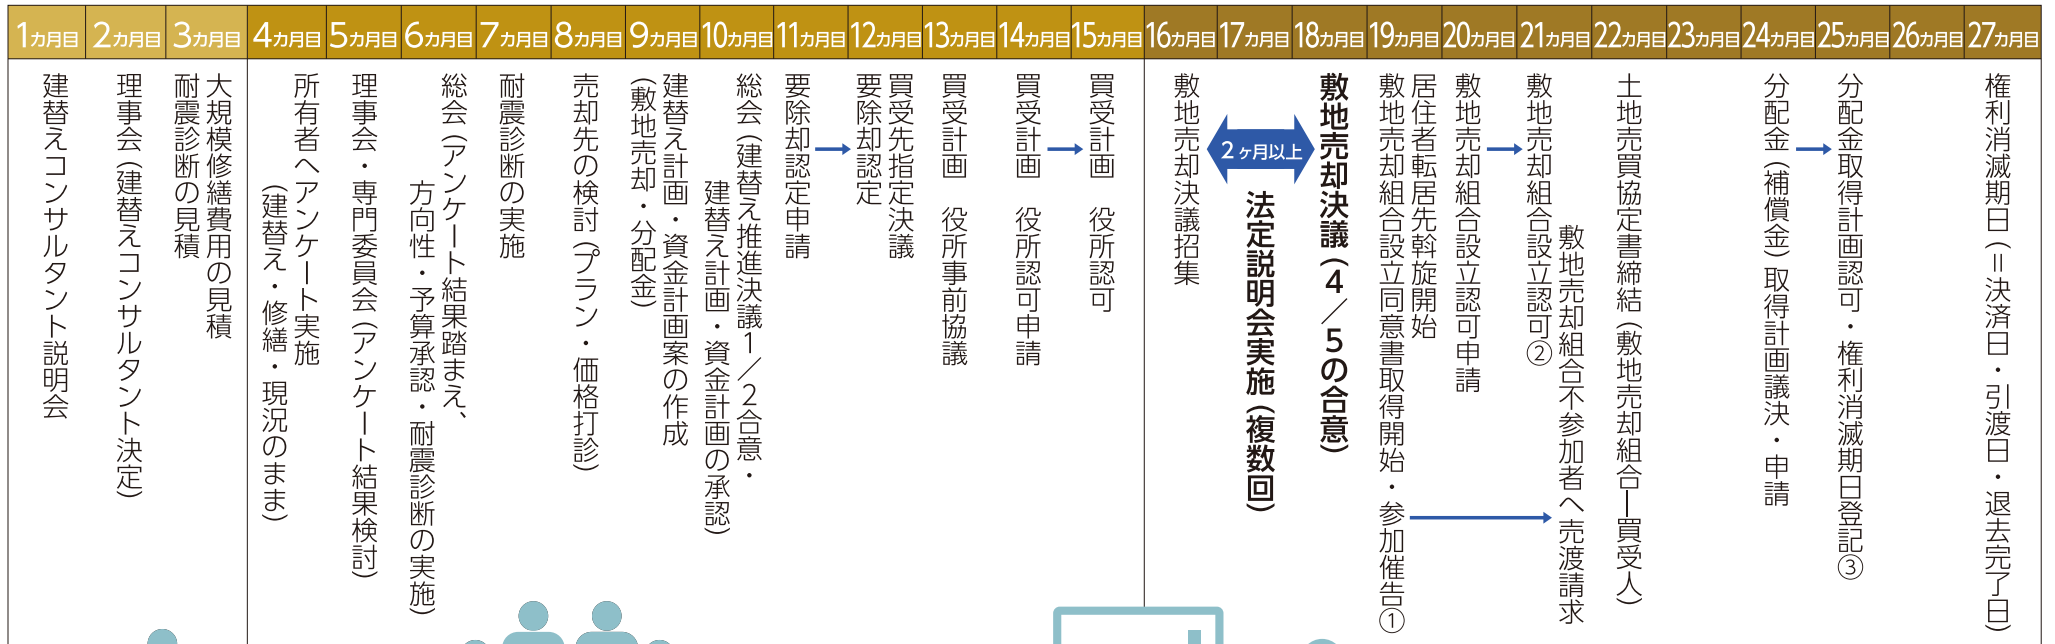 1カ月目
2カ月目
3カ月目
4カ月目
5カ月目
6カ月目
7カ月目
8カ月目
9カ月目
10カ月目
11カ月目
12カ月目
13カ月目
14カ月目
15カ月目
16カ月目
17カ月目
18カ月目
19カ月目
20カ月目
21カ月目
22カ月目
23カ月目
24カ月目
25カ月目
26カ月目
27カ月目
建替えコンサルタント説明会
理事会（建替えコンサルタント決定）
大規模修繕費用の見積
耐震診断の見積
所有者へアンケート実施
（建替え・修繕・現況のまま）
理事会・専門委員会（アンケート結果検討）
総会（アンケート結果踏まえ、
方向性・予算承認・耐震診断の実施）
耐震診断の実施
売却先の検討（プラン・価格打診）
建替え計画・資金計画案の作成
（敷地売却・分配金）
総会（建替え推進決議1／2合意・
建替え計画・資金計画の承認）
要除却認定申請
買受先指定決議
要除却認定
買受計画　役所事前協議
買受計画　役所認可申請
買受計画　役所認可
敷地売却決議招集
2ヶ月以上
法定説明会実施（複数回）
敷地売却決議（4／5の合意）
居住者転居先斡旋開始
敷地売却組合設立同意書取得開始・参加催告①
敷地売却組合設立認可申請
敷地売却組合設立認可②
敷地売却組合不参加者へ売渡請求
土地売買協定書締結（敷地売却組合―買受人）
分配金（補償金）取得計画議決・申請
分配金取得計画認可・権利消滅期日登記③
権利消滅期日（＝決済日・引渡日・退去完了日）